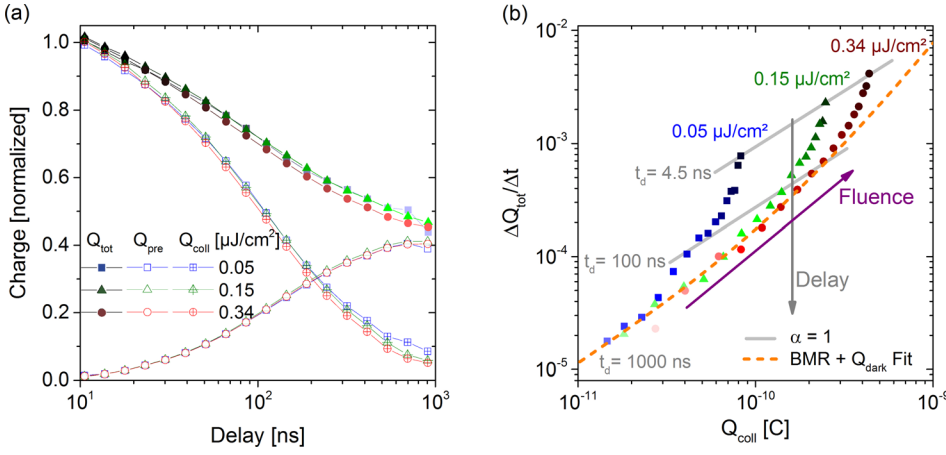 (a)
Charge [normalized]
1.0
0.8
0.6
0.4
0.2
0.0
Q_tot Q_pre Q_coll [µJ/cm²]
0.05
0.15
0.34
10¹ 10² 10³
Delay [ns]
(b)
ΔQ_tot/Δt
10⁻²
10⁻³
10⁻⁴
10⁻⁵
0.34 µJ/cm²
0.15 µJ/cm²
0.05 µJ/cm²
t_d= 4.5 ns
Fluence
t_d= 100 ns
Delay
α = 1
BMR + Q_dark Fit
t_d= 1000 ns
10⁻¹¹ 10⁻¹⁰ 10⁻⁹
Q_coll [C]